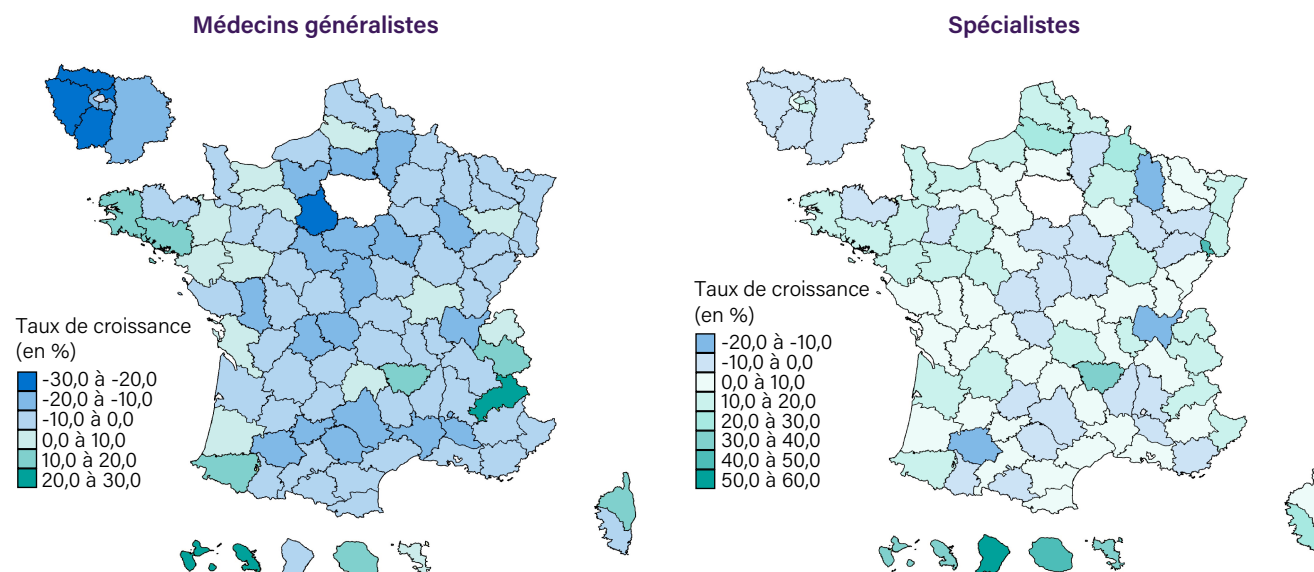 Médecins généralistes
Taux de croissance
(en %)
-30,0 à -20,0
-20,0 à -10,0
-10,0 à 0,0
0,0 à 10,0
10,0 à 20,0
20,0 à 30,0
Spécialistes
Taux de croissance
(en %)
-20,0 à -10,0
-10,0 à 0,0
0,0 à 10,0
10,0 à 20,0
20,0 à 30,0
30,0 à 40,0
40,0 à 50,0
50,0 à 60,0